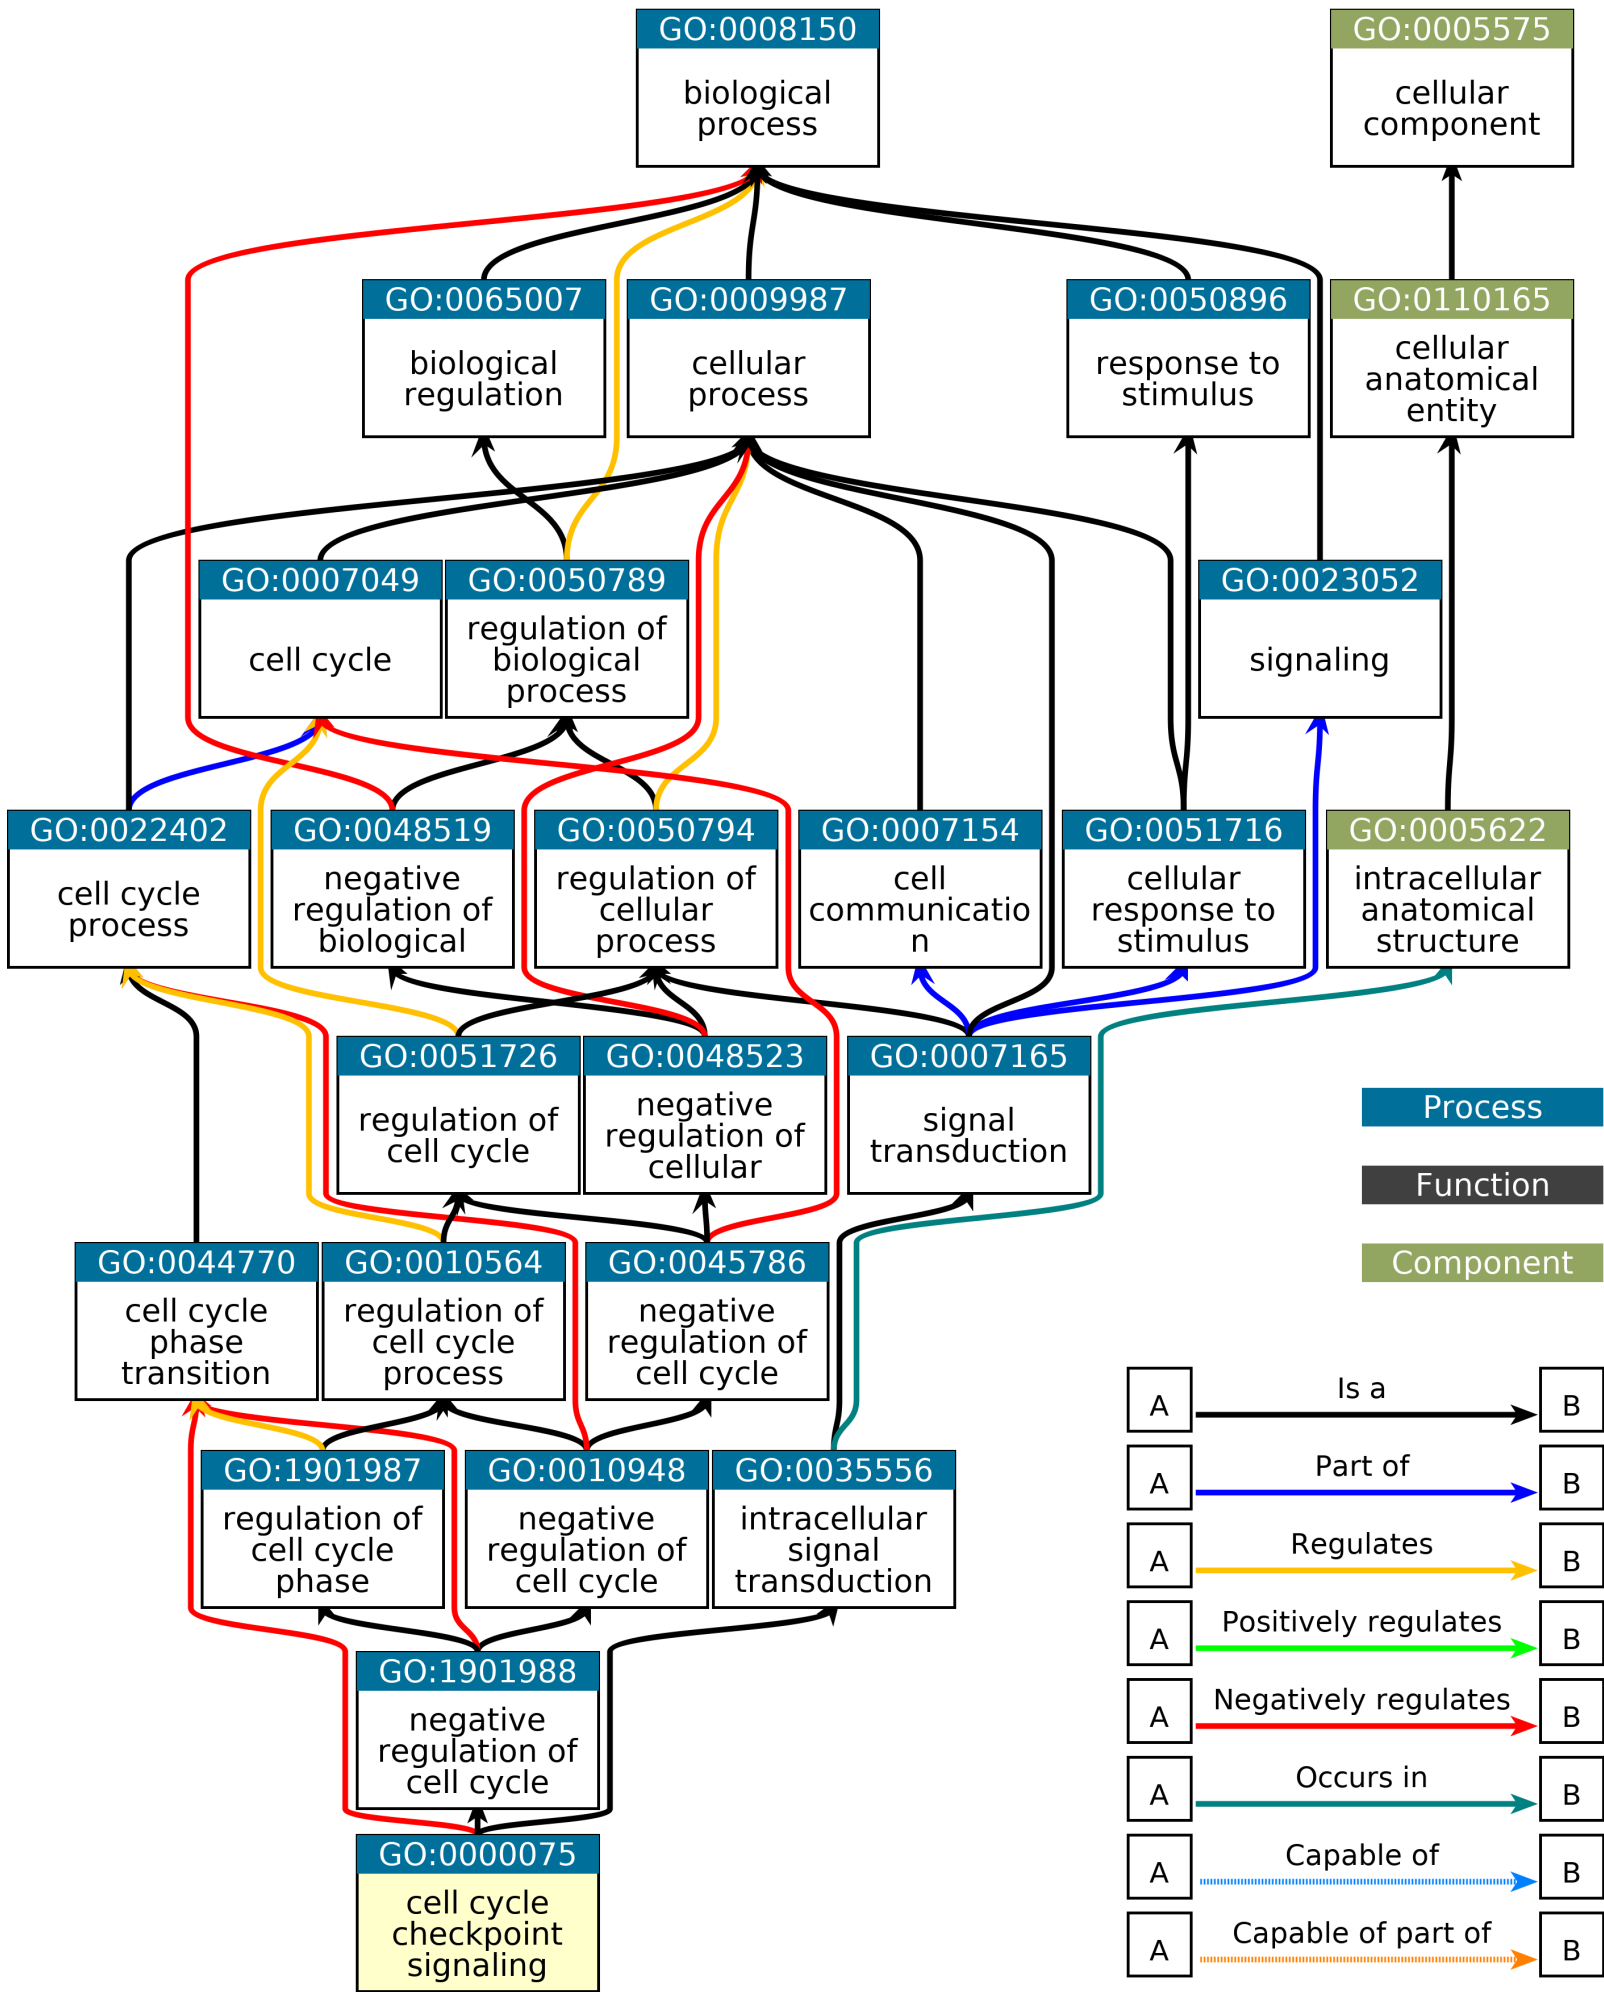 GO:0008150
biological
process
GO:0005575
cellular
component
GO:0065007
biological
regulation
GO:0009987
cellular
process
GO:0050896
response to
stimulus
GO:0110165
cellular
anatomical
entity
GO:0007049
cell cycle
GO:0050789
regulation of
biological
process
GO:0023052
signaling
GO:0022402
cell cycle
process
GO:0048519
negative
regulation of
biological
GO:0050794
regulation of
cellular
process
GO:0007154
cell
communicatio
n
GO:0051716
cellular
response to
stimulus
GO:0005622
intracellular
anatomical
structure
GO:0051726
regulation of
cell cycle
GO:0048523
negative
regulation of
cellular
GO:0007165
signal
transduction
GO:0044770
cell cycle
phase
transition
GO:0010564
regulation of
cell cycle
process
GO:0045786
negative
regulation of
cell cycle
GO:1901987
regulation of
cell cycle
phase
GO:0010948
negative
regulation of
cell cycle
GO:0035556
intracellular
signal
transduction
GO:1901988
negative
regulation of
cell cycle
GO:0000075
cell cycle
checkpoint
signaling
Process
Function
Component
A Is a B
A Part of B
A Regulates B
A Positively regulates B
A Negatively regulates B
A Occurs in B
A Capable of B
A Capable of part of B